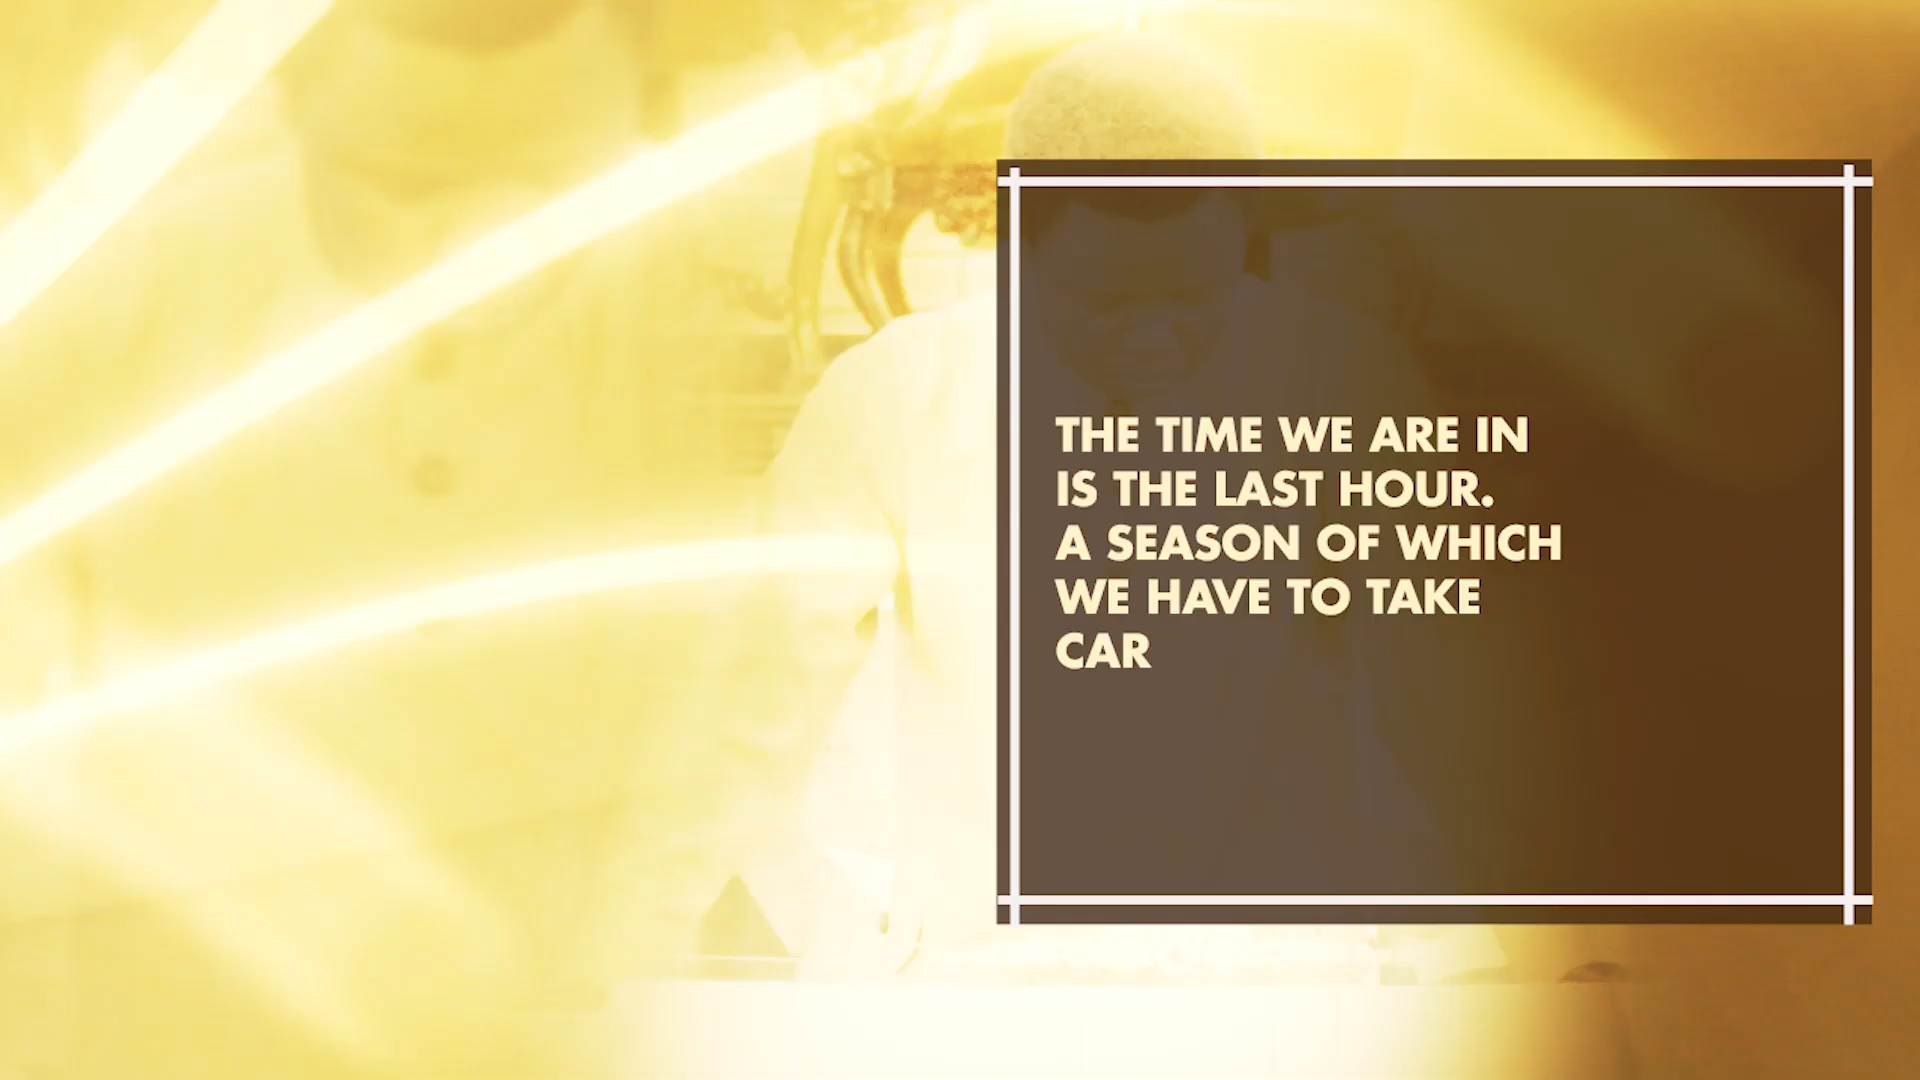 THE TIME WE ARE IN
IS THE LAST HOUR.
A SEASON OF WHICH
WE HAVE TO TAKE
CAR